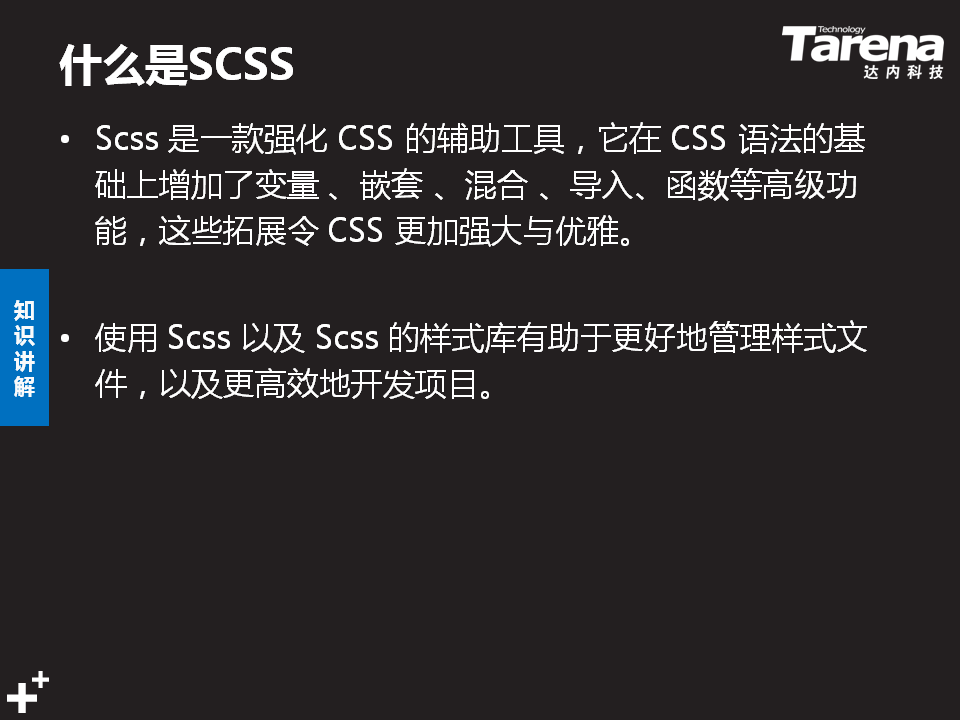 什么是SCSS
Technology
Tarena
达内科技
• Scss 是一款强化 CSS 的辅助工具，它在 CSS 语法的基
础上增加了变量 、嵌套 、混合 、导入、函数等高级功
能，这些拓展令 CSS 更加强大与优雅。
知识讲解
• 使用 Scss 以及 Scss 的样式库有助于更好地管理样式文
件，以及更高效地开发项目。